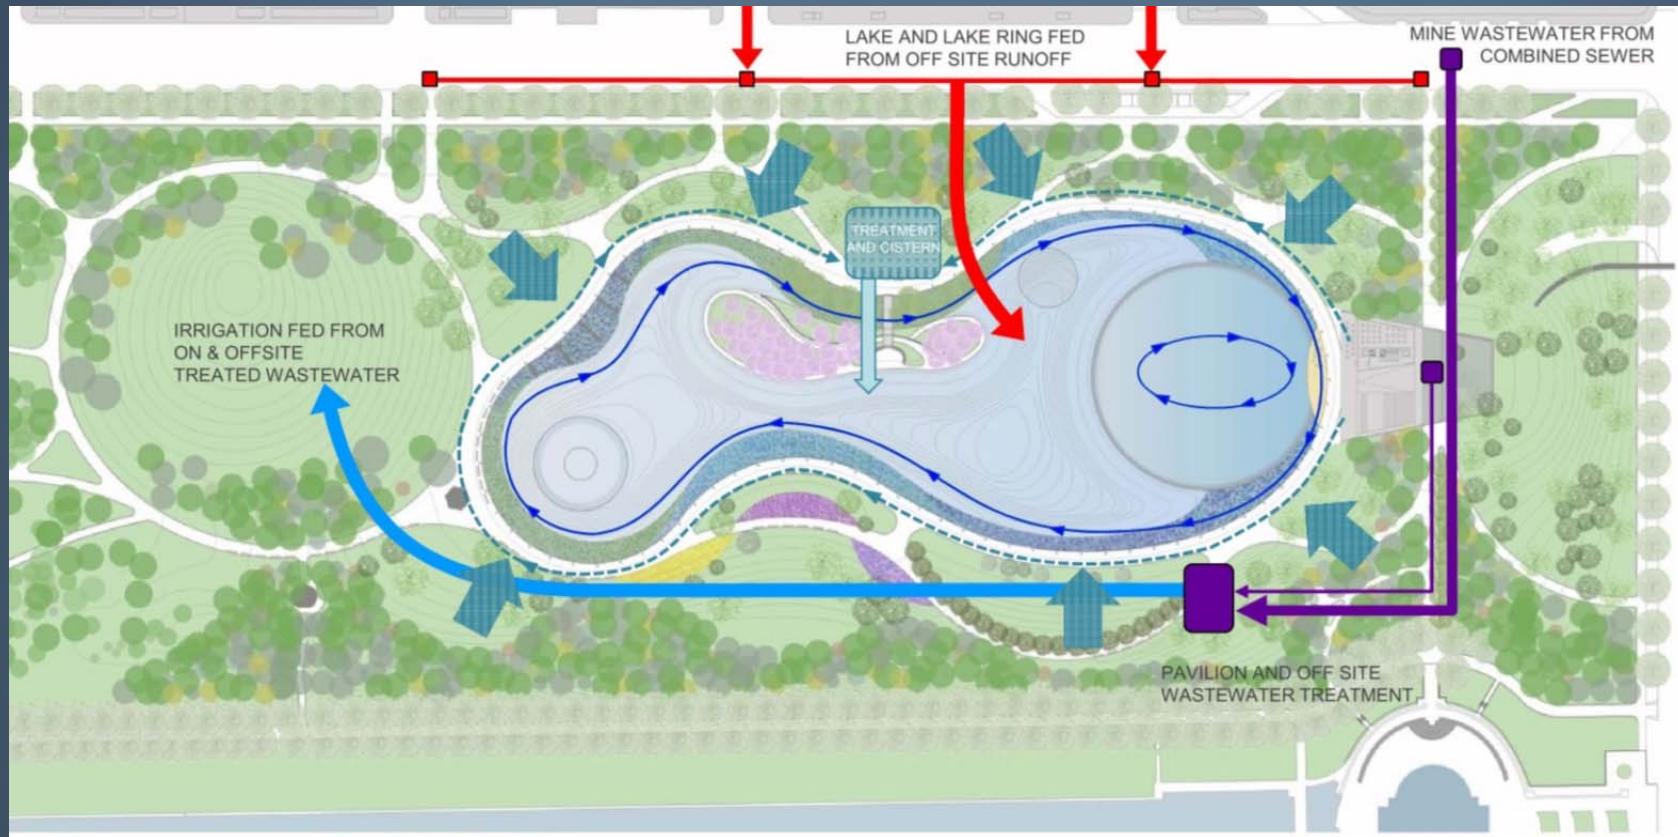 LAKE AND LAKE RING FED
FROM OFF SITE RUNOFF
MINE WASTEWATER FROM
COMBINED SEWER
TREATMENT
AND CISTERN
IRRIGATION FED FROM
ON & OFFSITE
TREATED WASTEWATER
PAVILION AND OFF SITE
WASTEWATER TREATMENT